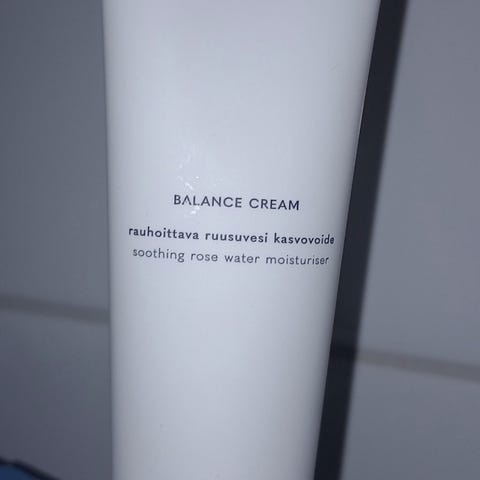 BALANCE CREAM
rauhoittava ruusuvesi kasvovoide
soothing rose water moisturiser